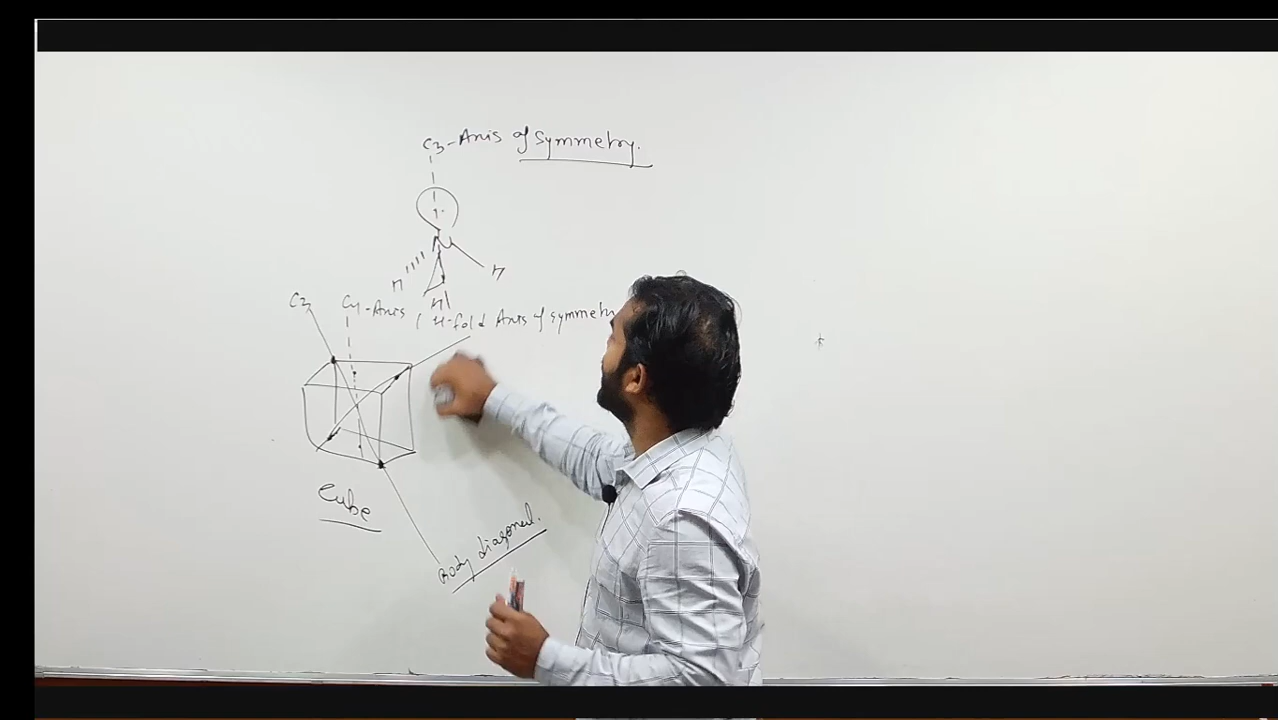 C3-Axis of Symmetry.
N
H
H
H
C3
C4-Axis (4-fold Axis of symmetr
Cube
Body diagonal.